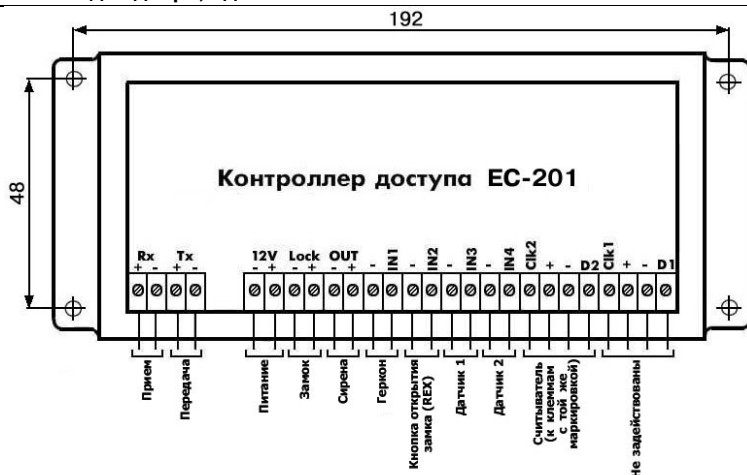 192
48
Контроллер доступа EC-201
Rx Tx 12V Lock OUT - IN1 - IN2 - IN3 - IN4 Clk2 + - D2 Clk1 + - D1
+ - + - - + - + - +
Прием
Передача
Питание
Замок
Сирена
Геркон
Кнопка открытия
замка (REX)
Датчик 1
Датчик 2
Считыватель
(к клеммам
с той же
маркировкой)
Не задействованы